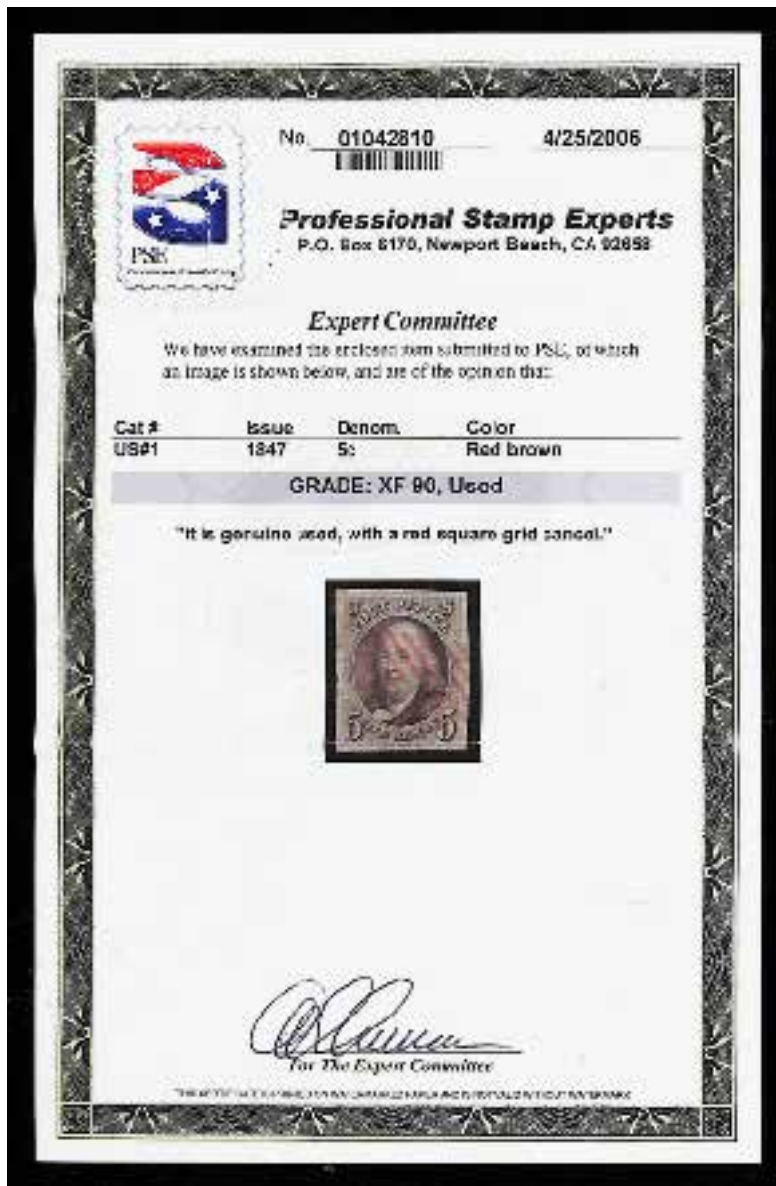 No. 01042810 4/25/2006
Professional Stamp Experts
P.O. Box 6170, Newport Beach, CA 92658
PSE
Expert Committee
We have examined the enclosed item submitted to PSE, of which
an image is shown below, and are of the opinion that:
Cat # Issue Denom. Color
US#1 1847 5c Red brown
GRADE: XF 90, Used
"It is genuine used, with a red square grid cancel."
5 5
For The Expert Committee